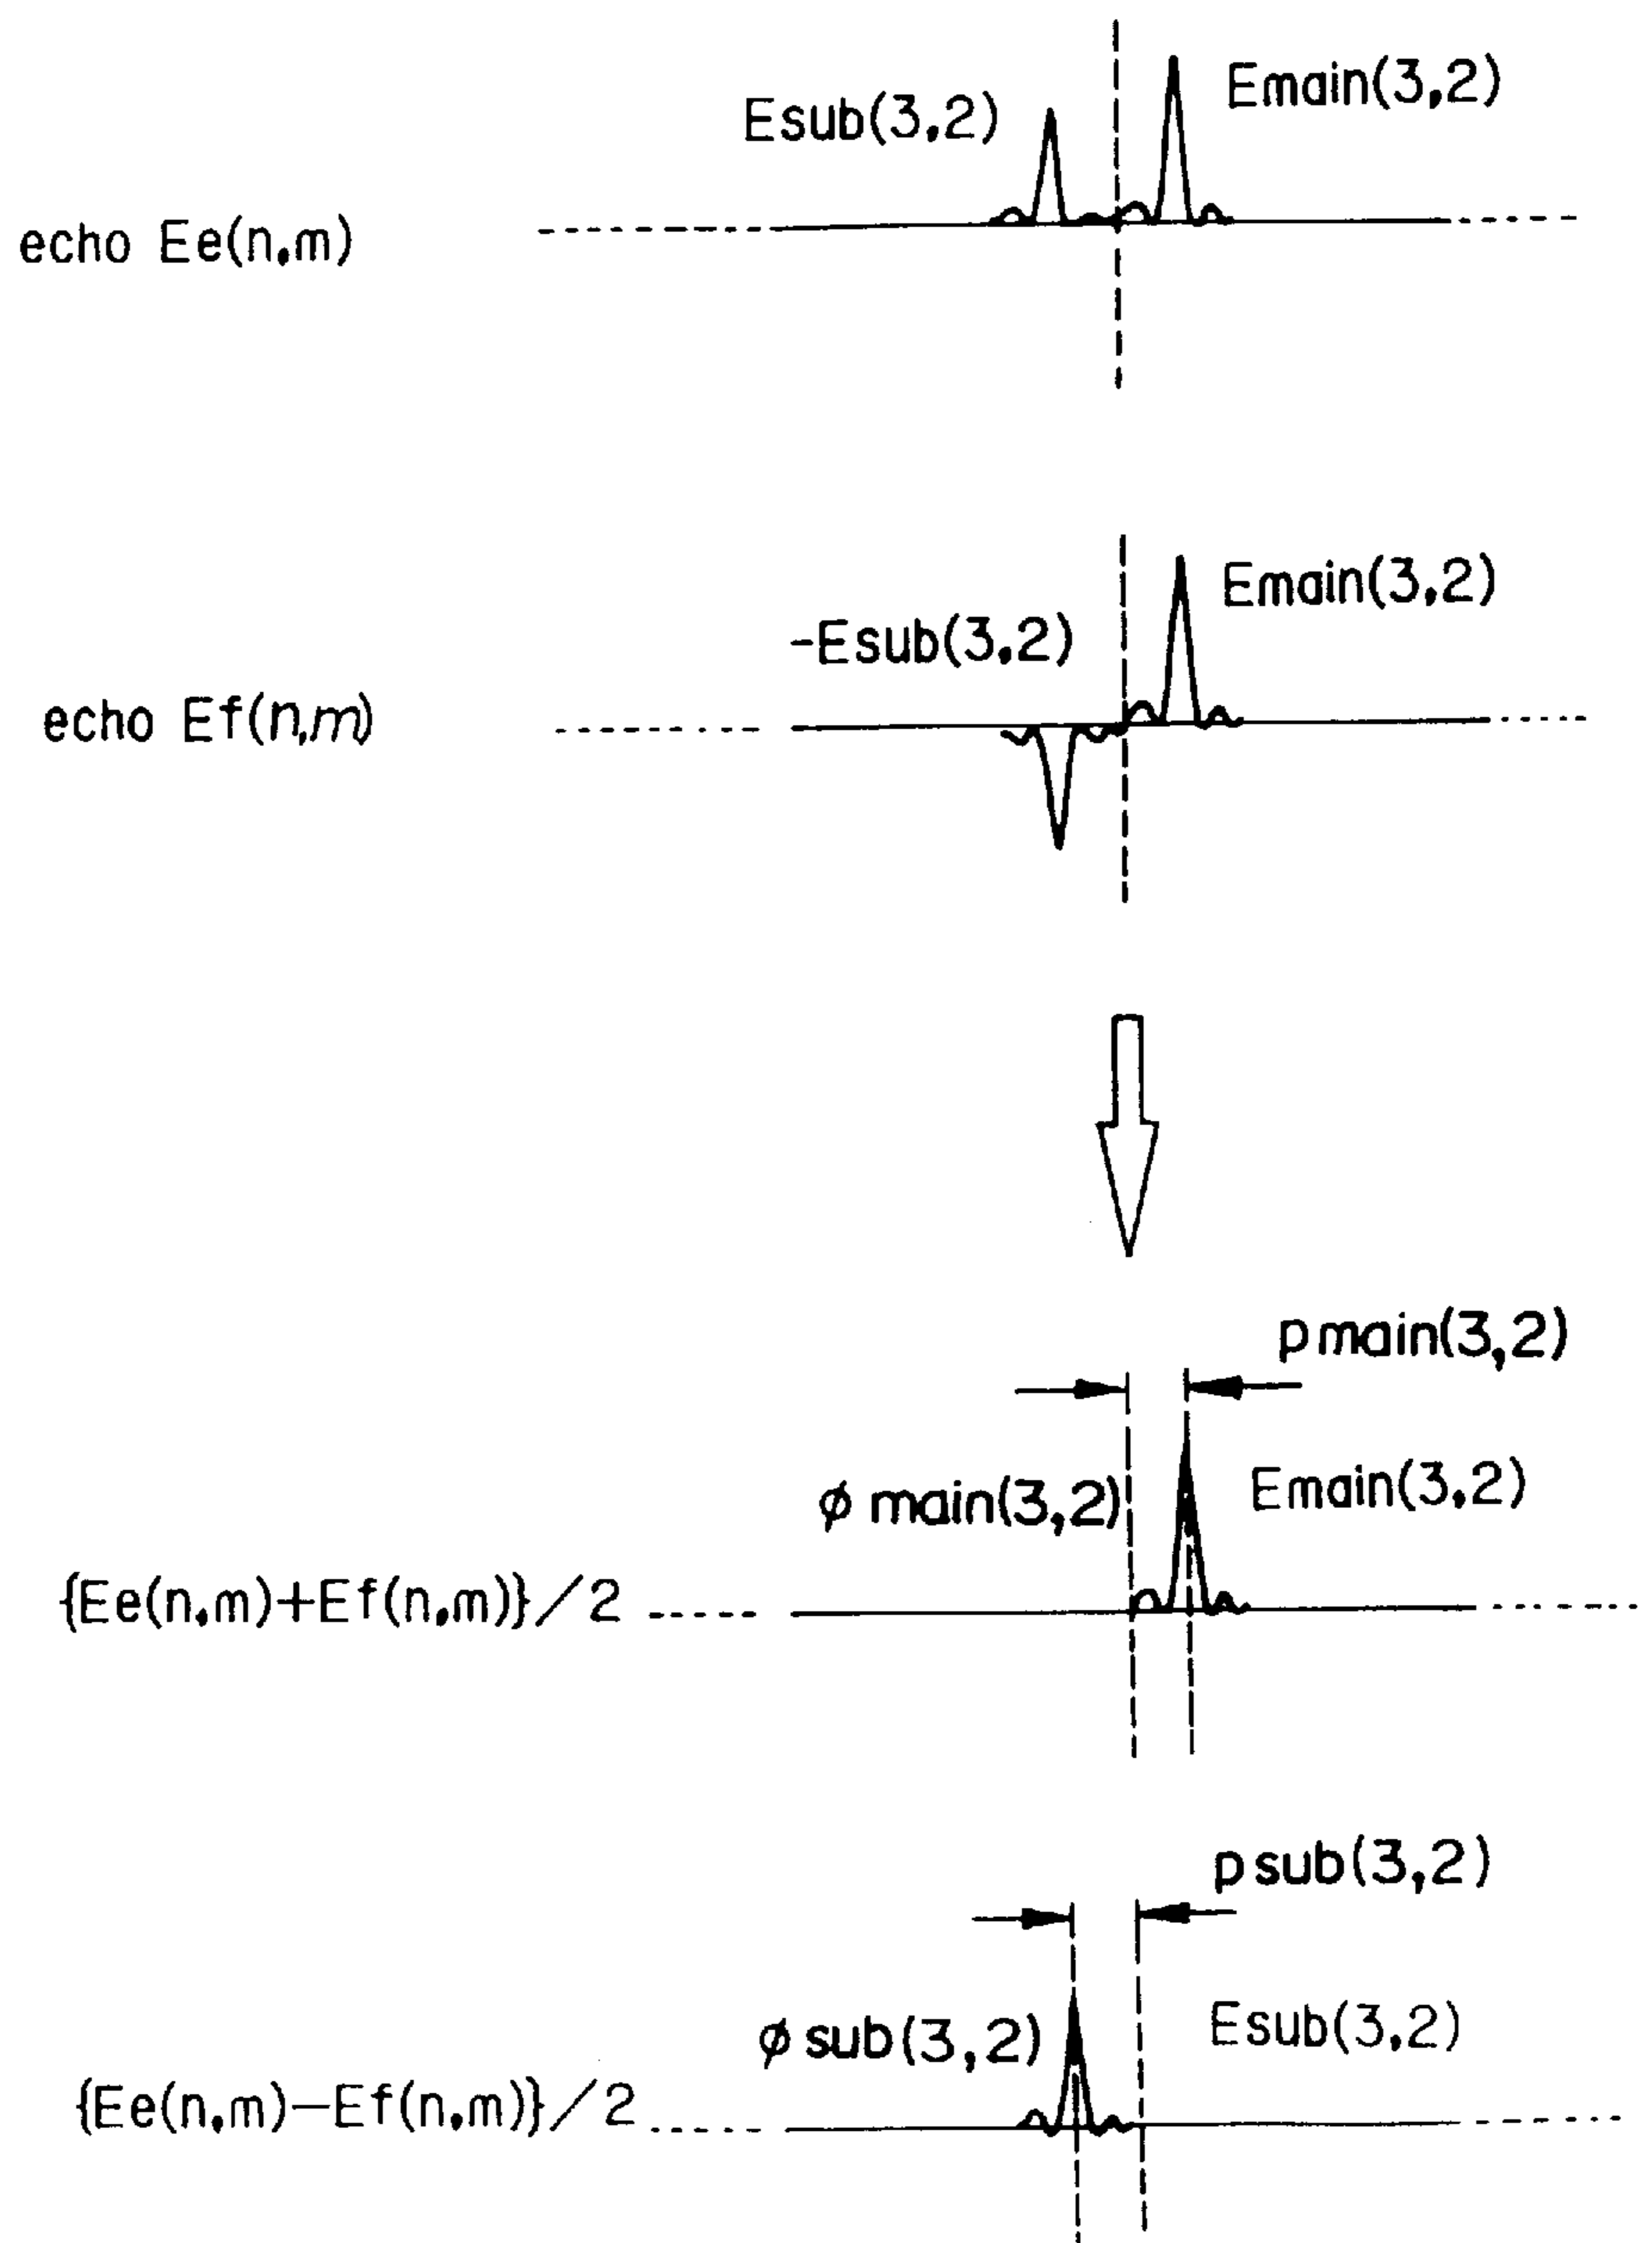 Esub(3,2)
Emain(3,2)
echo Ee(n,m)
-Esub(3,2)
Emain(3,2)
echo Ef(n,m)
pmain(3,2)
φ main(3,2)
Emain(3,2)
{Ee(n,m)+Ef(n,m)}/2
psub(3,2)
φ sub(3,2)
Esub(3,2)
{Ee(n,m)−Ef(n,m)}/2